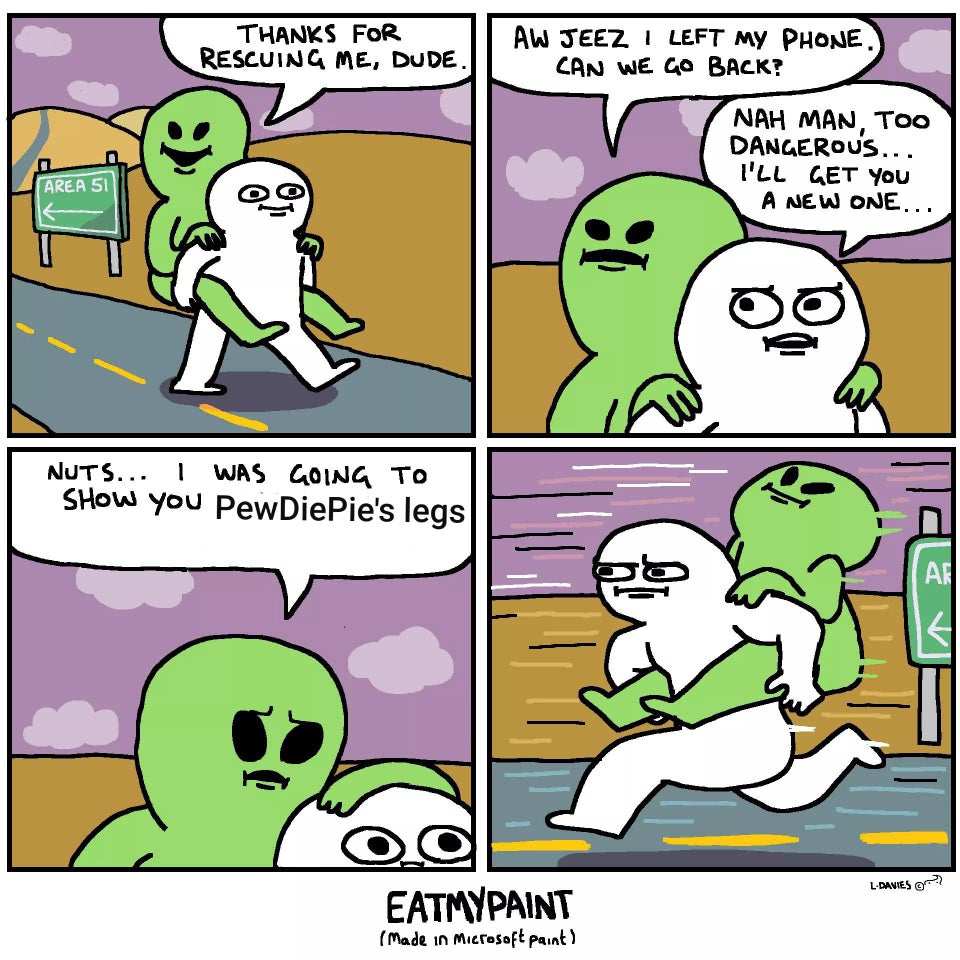 THANKS FOR
RESCUING ME, DUDE.
AREA 51
AW JEEZ I LEFT MY PHONE.
CAN WE GO BACK?
NAH MAN, TOO
DANGEROUS...
I'LL GET YOU
A NEW ONE...
NUTS... I WAS GOING TO
SHOW YOU PewDiePie's legs
AR
L·DAVIES ©
EATMYPAINT
(Made in Microsoft paint)